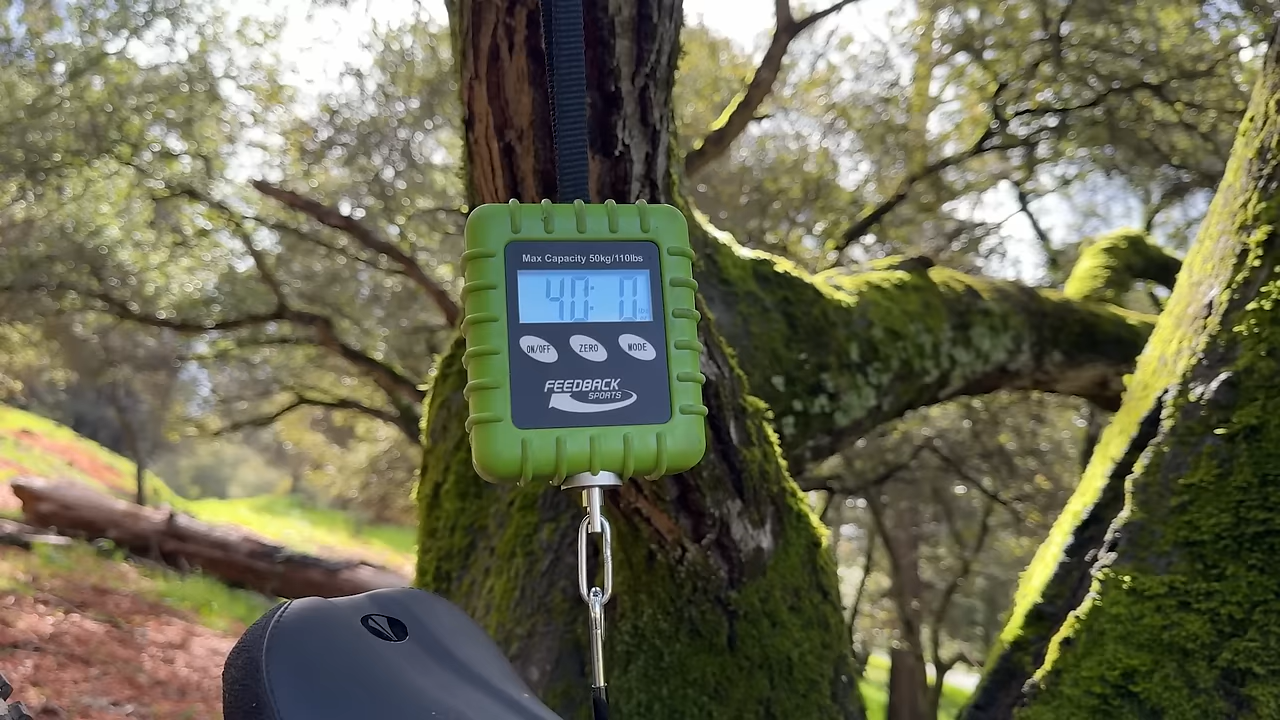 Max Capacity 50kg/110lbs
40: 0
ON/OFF ZERO MODE
FEEDBACK
SPORTS